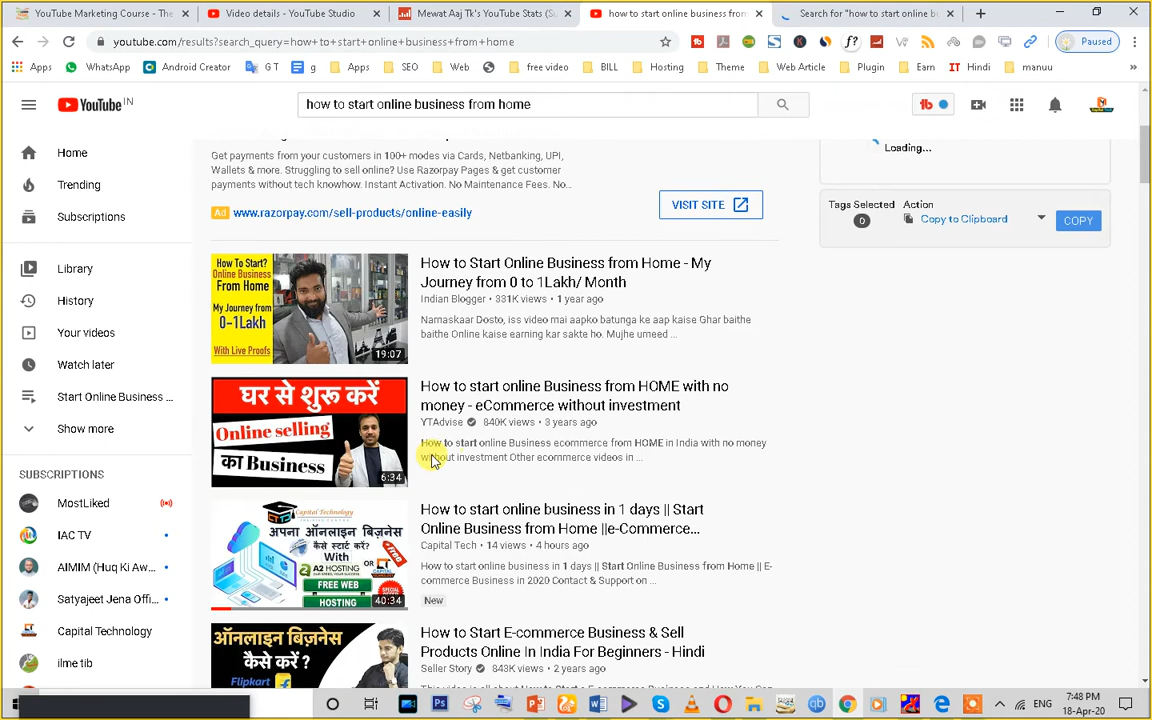 YouTube Marketing Course - The
Video details - YouTube Studio
Mewat Aaj Tk's YouTube Stats (Su
how to start online business from
Search for "how to start online b
youtube.com/results?search_query=how+to+start+online+business+from+home
Paused
Apps
WhatsApp
Android Creator
G T
g
Apps
SEO
Web
free video
BILL
Hosting
Theme
Web Article
Plugin
Earn
IT Hindi
manuu
YouTube IN
how to start online business from home
Home
Trending
Subscriptions
Library
History
Your videos
Watch later
Start Online Business ...
Show more
SUBSCRIPTIONS
MostLiked
IAC TV
AIMIM (Huq Ki Aw...
Satyajeet Jena Offi...
Capital Technology
ilme tib
Get payments from your customers in 100+ modes via Cards, Netbanking, UPI,
Wallets & more. Struggling to sell online? Use Razorpay Pages & get customer
payments without tech knowhow. Instant Activation. No Maintenance Fees. No...
Ad www.razorpay.com/sell-products/online-easily
VISIT SITE
Loading...
Tags Selected
0
Action
Copy to Clipboard
COPY
How To Start?
Online Business
From Home
My Journey from
0-1Lakh
With Live Proofs
19:07
How to Start Online Business from Home - My
Journey from 0 to 1Lakh/ Month
Indian Blogger • 331K views • 1 year ago
Namaskaar Dosto, iss video mai aapko batunga ke aap kaise Ghar baithe
baithe Online kaise earning kar sakte ho. Mujhe umeed ...
घर से शुरू करें
Online selling
का Business
6:34
How to start online Business from HOME with no
money - eCommerce without investment
YTAdvise 840K views • 3 years ago
How to start online Business ecommerce from HOME in India with no money
without investment Other ecommerce videos in ...
Capital Technology
अपना ऑनलाइन बिज़नेस
कैसे स्टार्ट करें?
With
A2 HOSTING
OR
FREE WEB
HOSTING
Free
40:34
How to start online business in 1 days || Start
Online Business from Home ||e-Commerce...
Capital Tech • 14 views • 4 hours ago
How to start online business in 1 days || Start Online Business from Home || E-
commerce Business in 2020 Contact & Support on ...
New
ऑनलाइन बिज़नेस
कैसे करें ?
Flipkart
How to Start E-commerce Business & Sell
Products Online In India For Beginners - Hindi
Seller Story 843K views • 2 years ago
ENG
7:48 PM
18-Apr-20